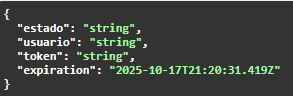 {
  "estado": "string",
  "usuario": "string",
  "token": "string",
  "expiration": "2025-10-17T21:20:31.419Z"
}